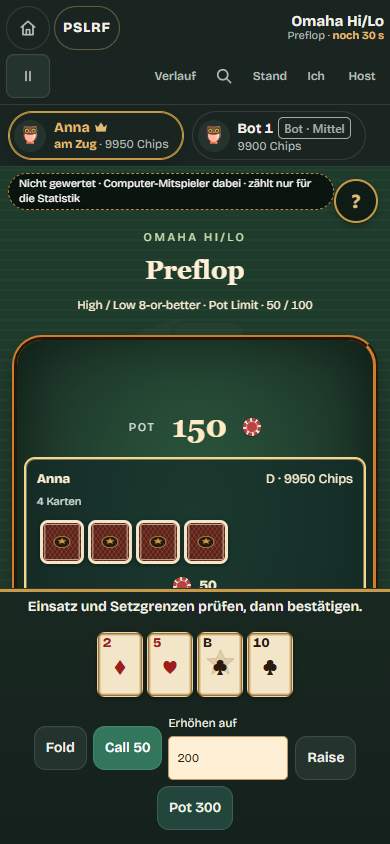 PSLRF
Omaha Hi/Lo
Preflop · noch 30 s
Verlauf
Stand
Ich
Host
Anna
am Zug · 9950 Chips
Bot 1 Bot · Mittel
9900 Chips
Nicht gewertet · Computer-Mitspieler dabei · zählt nur für
die Statistik
?
OMAHA HI/LO
Preflop
High / Low 8-or-better · Pot Limit · 50 / 100
POT 150
Anna
D · 9950 Chips
4 Karten
50
Einsatz und Setzgrenzen prüfen, dann bestätigen.
2
5
B
10
Fold
Call 50
Erhöhen auf
200
Raise
Pot 300